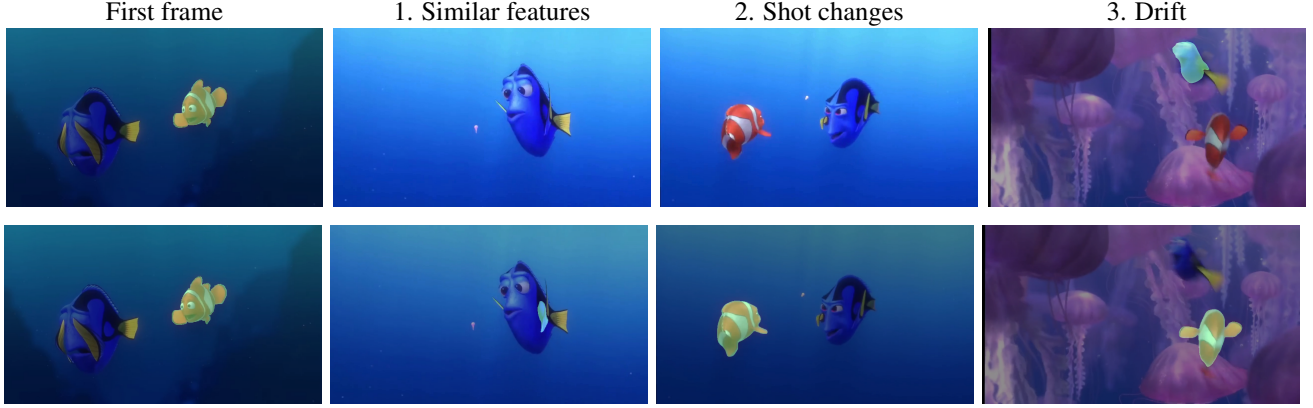 First frame
1. Similar features
2. Shot changes
3. Drift